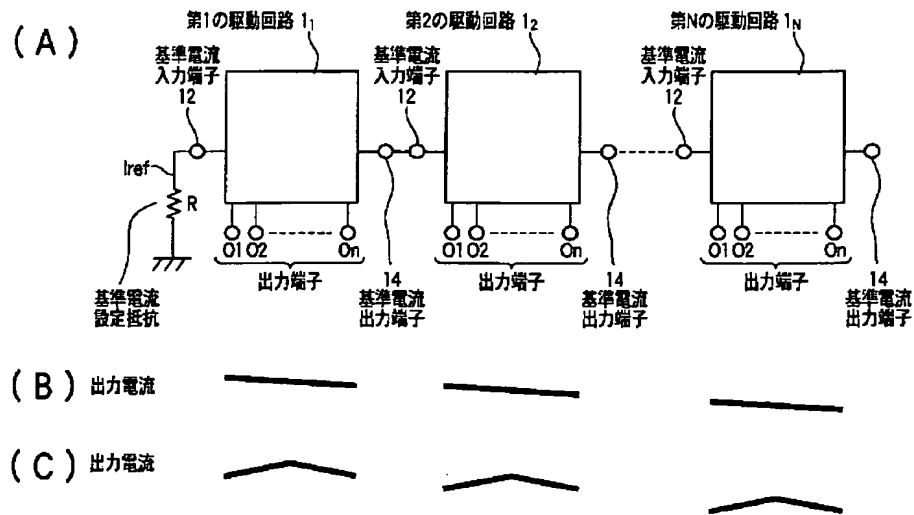 (A)
第1の駆動回路 1₁
第2の駆動回路 1₂
第Nの駆動回路 1N
基準電流
入力端子
12
基準電流
入力端子
12
基準電流
入力端子
12
Iref
R
基準電流
設定抵抗
O1 O2 On
出力端子
14
基準電流
出力端子
O1 O2 On
出力端子
14
基準電流
出力端子
O1 O2 On
出力端子
14
基準電流
出力端子
(B) 出力電流
(C) 出力電流